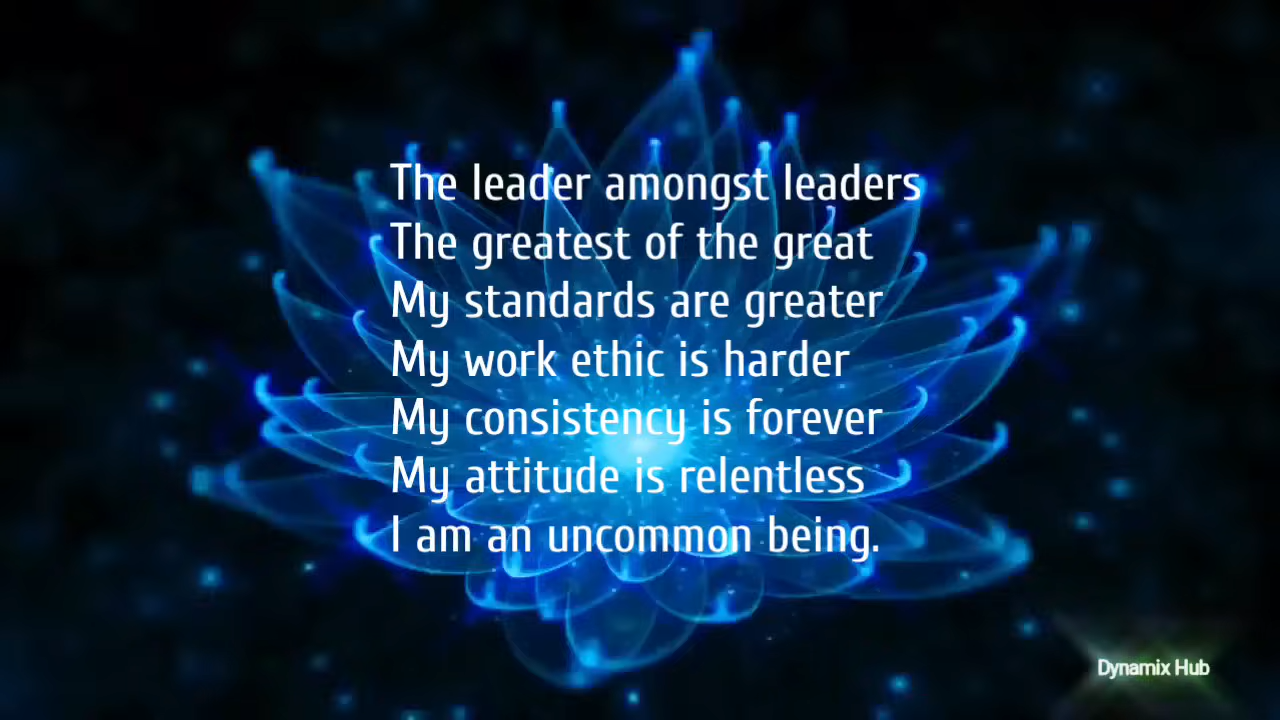 The leader amongst leaders
The greatest of the great
My standards are greater
My work ethic is harder
My consistency is forever
My attitude is relentless
I am an uncommon being.
Dynamix Hub